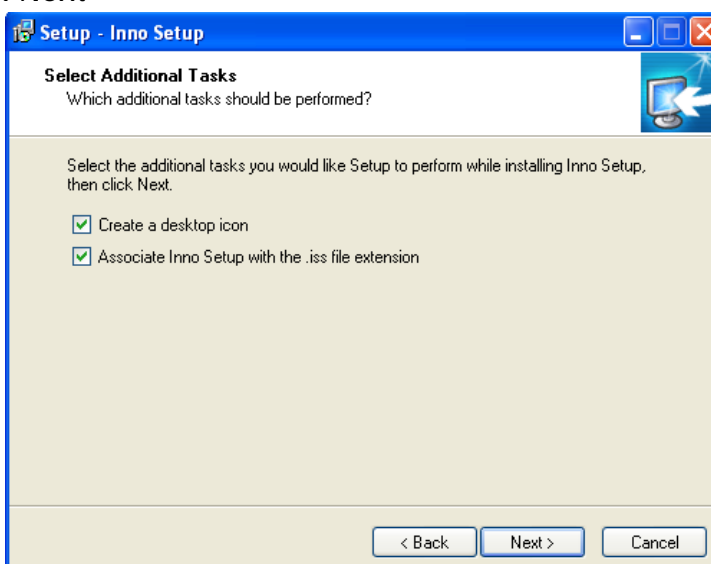 Setup - Inno Setup
Select Additional Tasks
Which additional tasks should be performed?
Select the additional tasks you would like Setup to perform while installing Inno Setup,
then click Next.
Create a desktop icon
Associate Inno Setup with the .iss file extension
< Back Next > Cancel